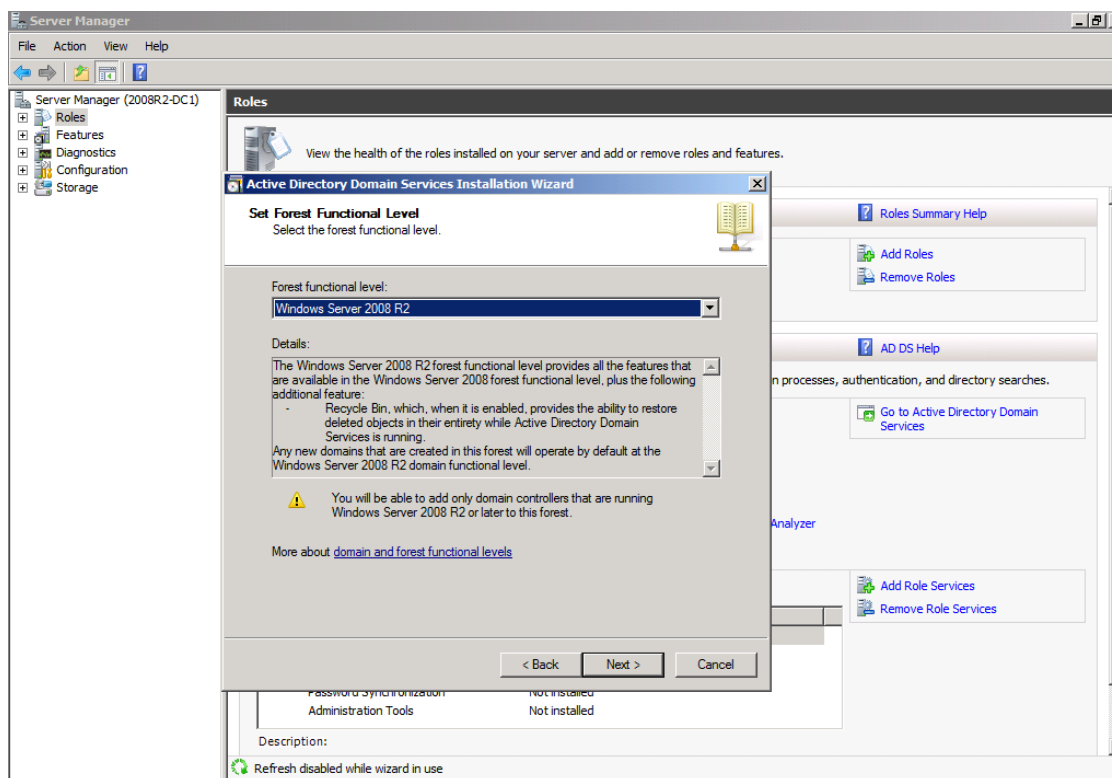 Server Manager
File Action View Help
Server Manager (2008R2-DC1)
Roles
Features
Diagnostics
Configuration
Storage
Roles
View the health of the roles installed on your server and add or remove roles and features.
Active Directory Domain Services Installation Wizard
Set Forest Functional Level
Select the forest functional level.
Forest functional level:
Windows Server 2008 R2
Details:
The Windows Server 2008 R2 forest functional level provides all the features that
are available in the Windows Server 2008 forest functional level, plus the following
additional feature:
- Recycle Bin, which, when it is enabled, provides the ability to restore
deleted objects in their entirety while Active Directory Domain
Services is running.
Any new domains that are created in this forest will operate by default at the
Windows Server 2008 R2 domain functional level.
You will be able to add only domain controllers that are running
Windows Server 2008 R2 or later to this forest.
More about domain and forest functional levels
< Back Next > Cancel
Roles Summary Help
Add Roles
Remove Roles
AD DS Help
n processes, authentication, and directory searches.
Go to Active Directory Domain
Services
Analyzer
Add Role Services
Remove Role Services
Password Synchronization Not installed
Administration Tools Not installed
Description:
Refresh disabled while wizard in use